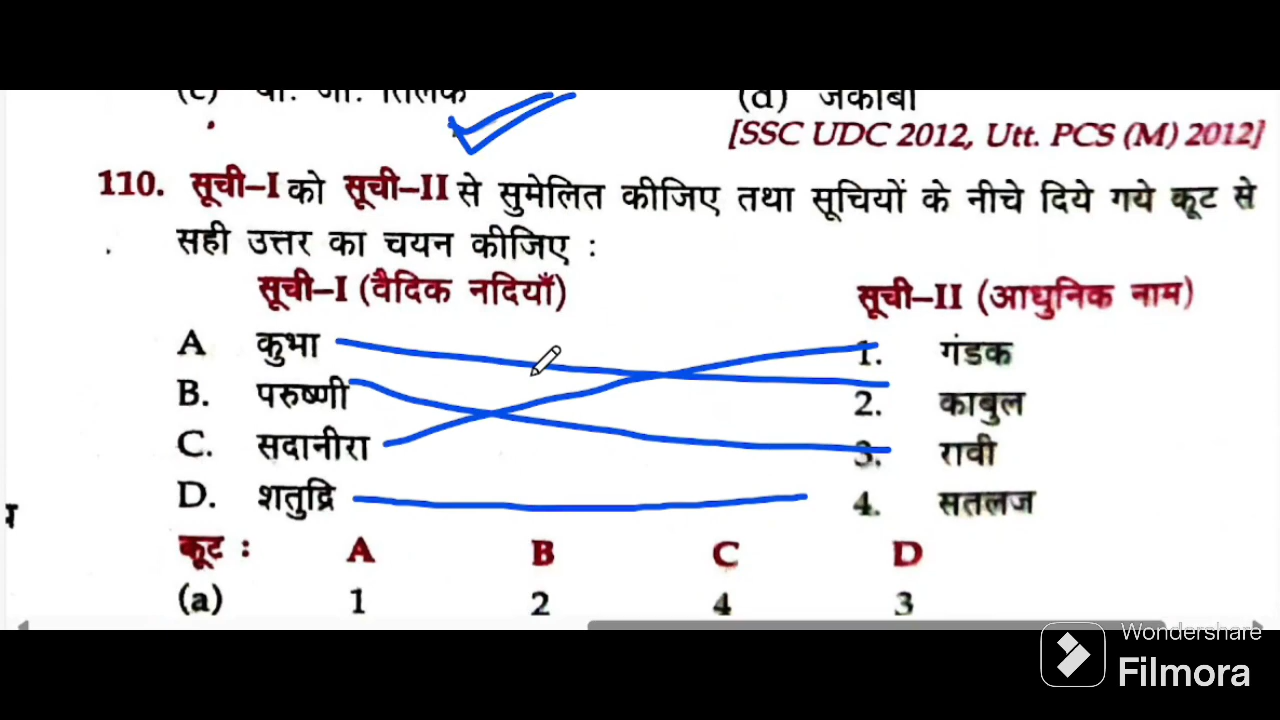 (c) बी. जी. तिलक (d) जैकोबी
[SSC UDC 2012, Utt. PCS (M) 2012]
110. सूची–I को सूची–II से सुमेलित कीजिए तथा सूचियों के नीचे दिये गये कूट से
सही उत्तर का चयन कीजिए :
सूची–I (वैदिक नदियाँ) सूची–II (आधुनिक नाम)
A कुभा 1. गंडक
B. परुष्णी 2. काबुल
C. सदानीरा 3. रावी
D. शतुद्रि 4. सतलज
कूट : A B C D
(a) 1 2 4 3
Wondershare
Filmora